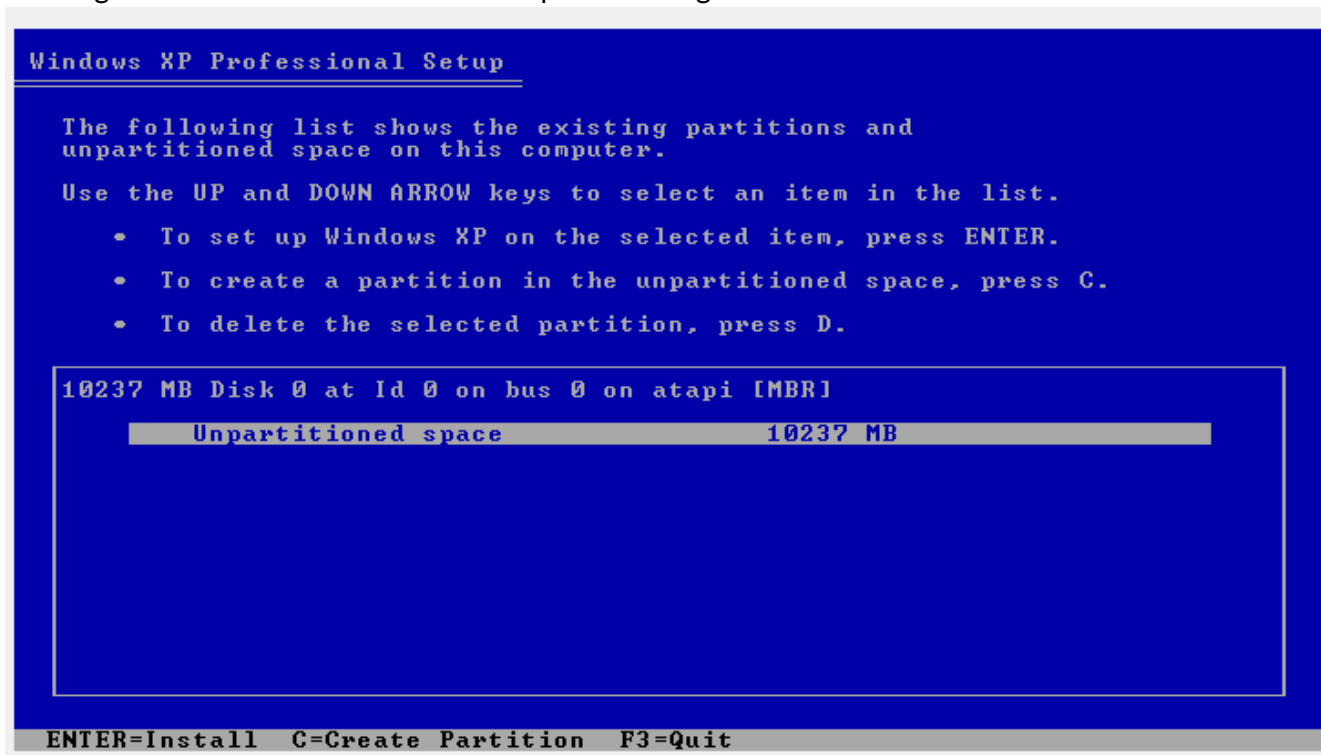 Windows XP Professional Setup
The following list shows the existing partitions and
unpartitioned space on this computer.
Use the UP and DOWN ARROW keys to select an item in the list.
• To set up Windows XP on the selected item, press ENTER.
• To create a partition in the unpartitioned space, press C.
• To delete the selected partition, press D.
10237 MB Disk 0 at Id 0 on bus 0 on atapi [MBR]
Unpartitioned space 10237 MB
ENTER=Install C=Create Partition F3=Quit